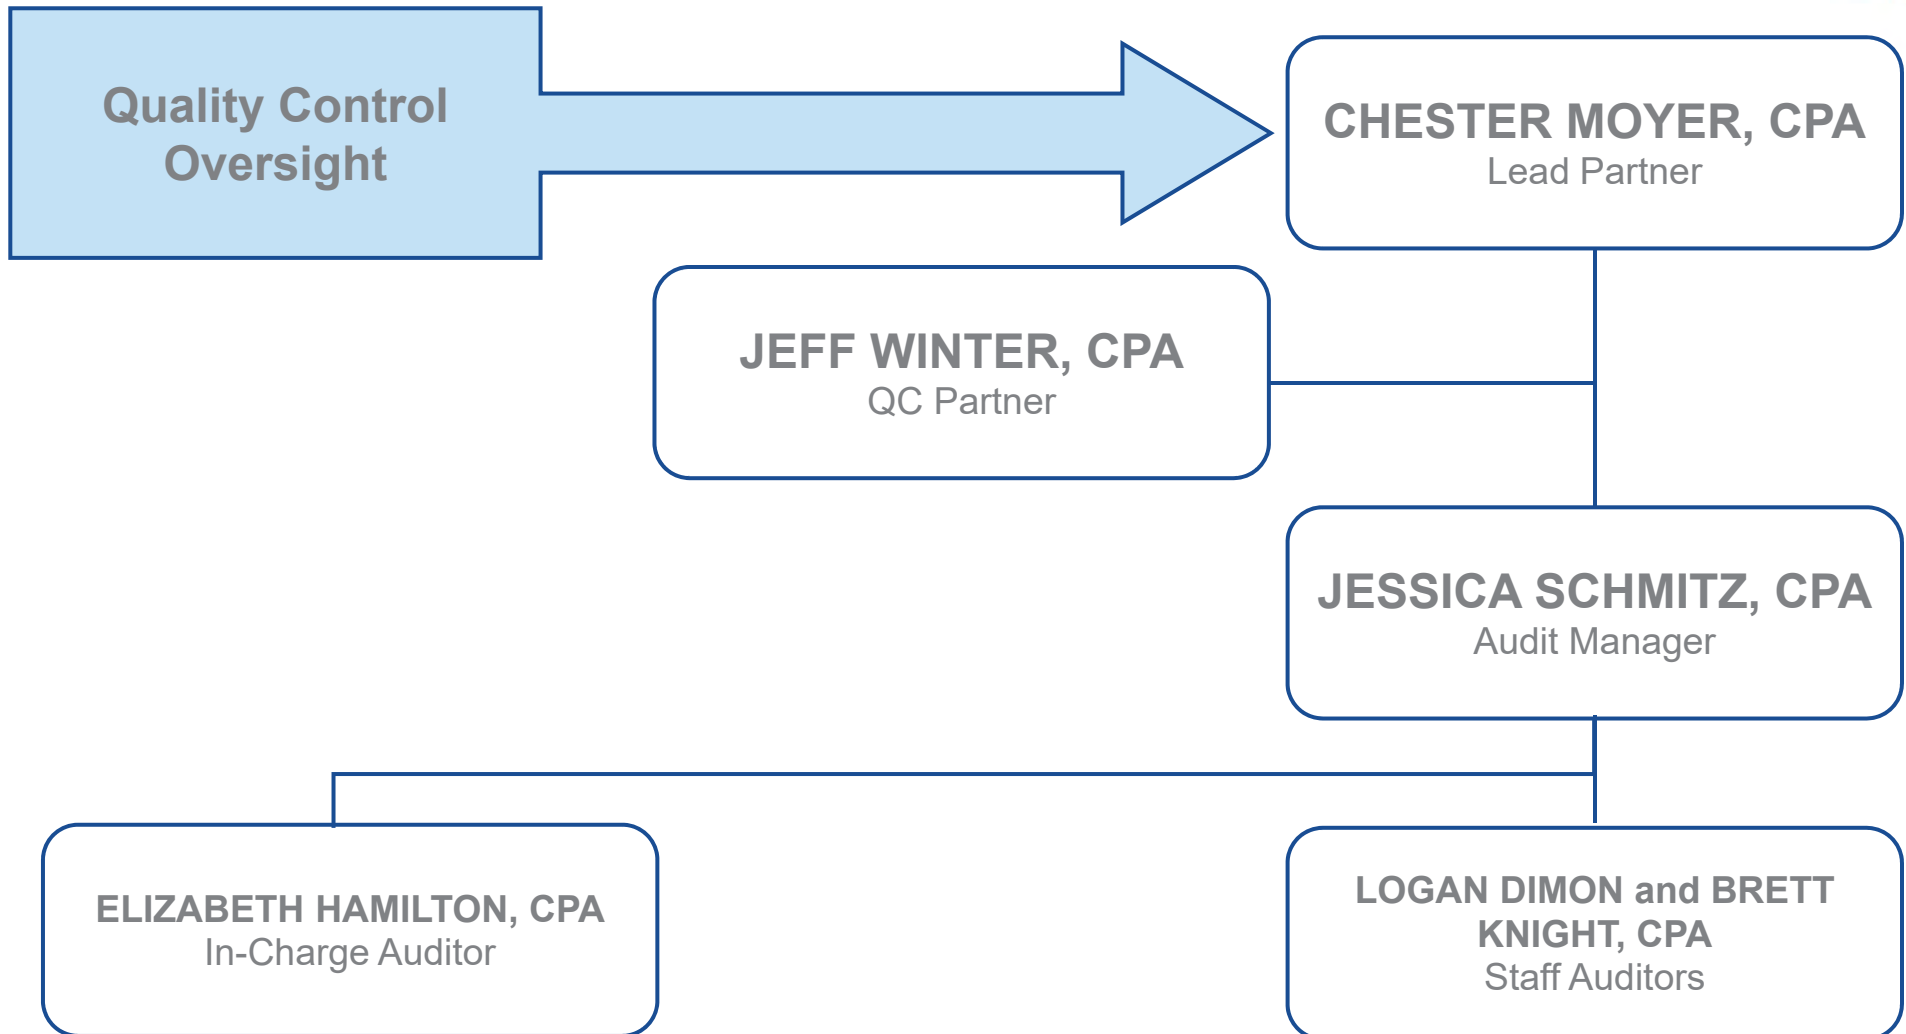 Quality Control
Oversight
CHESTER MOYER, CPA
Lead Partner
JEFF WINTER, CPA
QC Partner
JESSICA SCHMITZ, CPA
Audit Manager
ELIZABETH HAMILTON, CPA
In-Charge Auditor
LOGAN DIMON and BRETT
KNIGHT, CPA
Staff Auditors